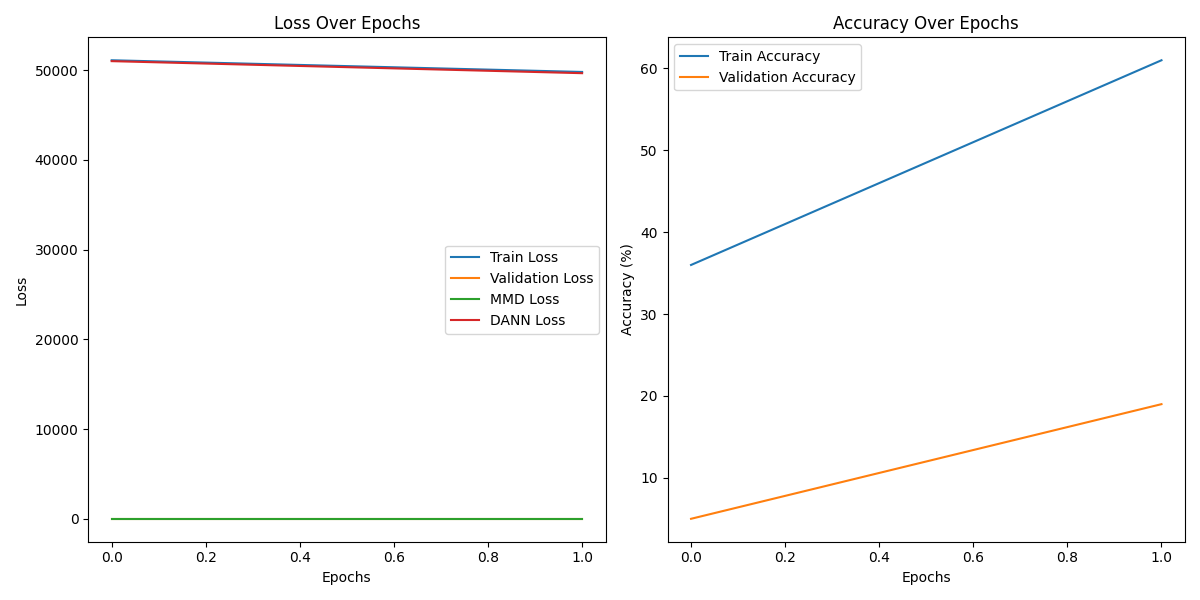 Loss Over Epochs
50000
40000
30000
20000
10000
0
Loss
Train Loss
Validation Loss
MMD Loss
DANN Loss
0.0 0.2 0.4 0.6 0.8 1.0
Epochs
Accuracy Over Epochs
Train Accuracy
Validation Accuracy
60
50
40
30
20
10
Accuracy (%)
0.0 0.2 0.4 0.6 0.8 1.0
Epochs